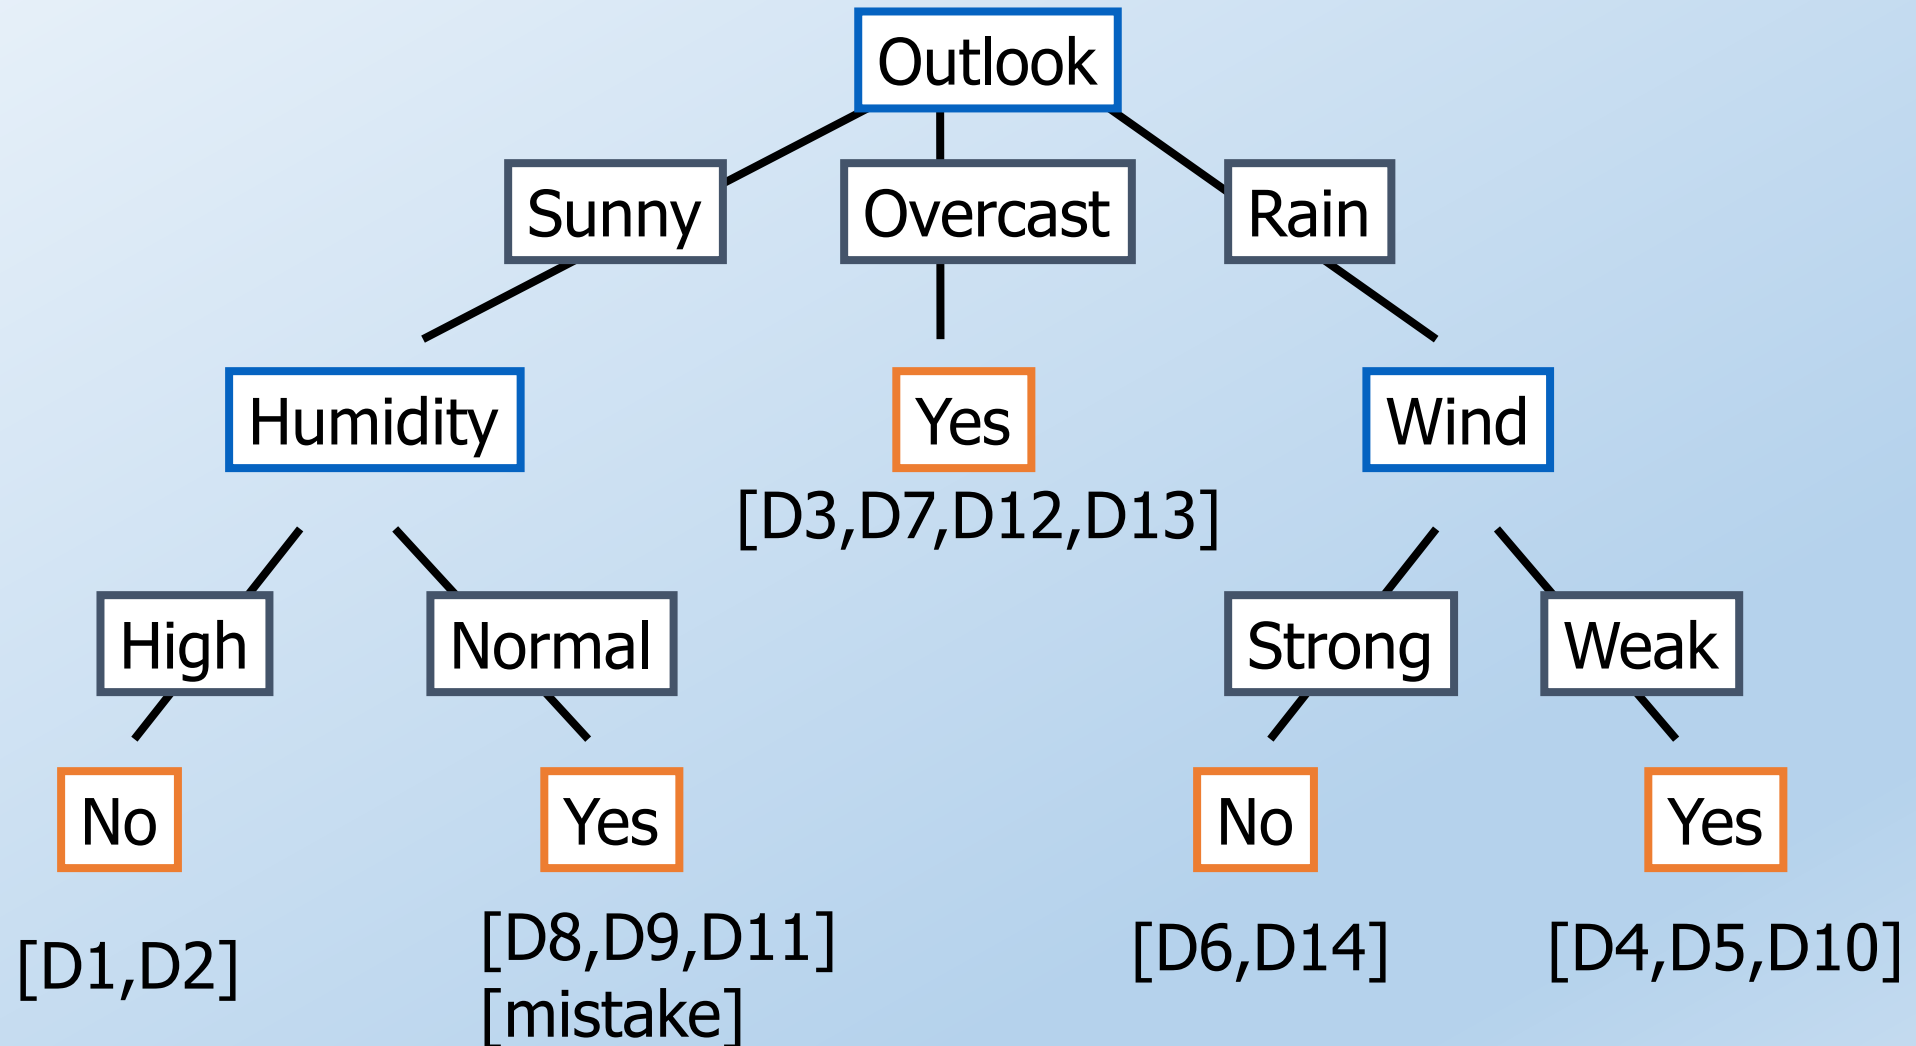 Outlook
Sunny
Overcast
Rain
Humidity
Yes
Wind
[D3,D7,D12,D13]
High
Normal
Strong
Weak
No
Yes
No
Yes
[D1,D2]
[D8,D9,D11]
[mistake]
[D6,D14]
[D4,D5,D10]